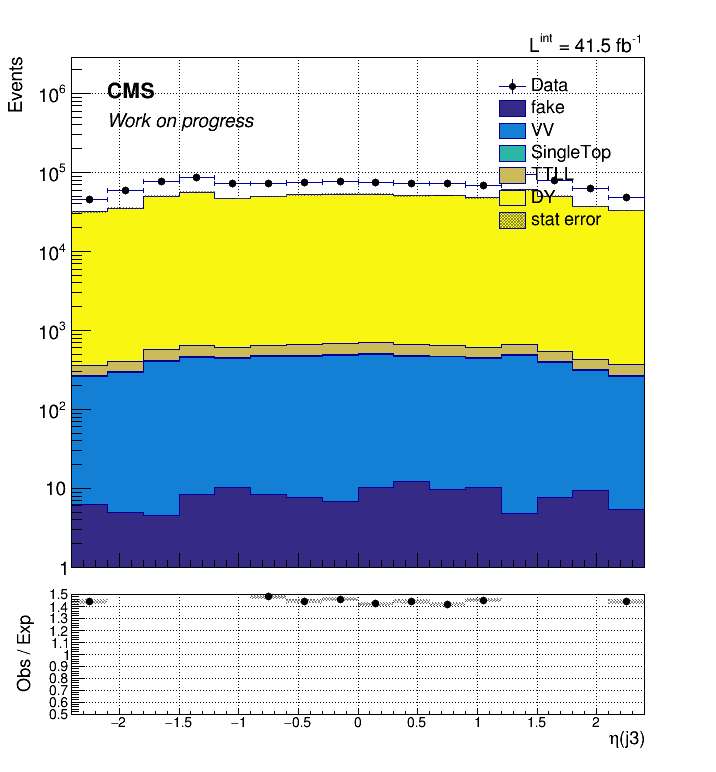 L^int = 41.5 fb^-1
Events
CMS
Work on progress
Data
fake
VV
SingleTop
TTLL
DY
stat error
10^6
10^5
10^4
10^3
10^2
10
1
Obs / Exp
1.5
1.4
1.3
1.2
1.1
1
0.9
0.8
0.7
0.6
0.5
−2 −1.5 −1 −0.5 0 0.5 1 1.5 2
η(j3)